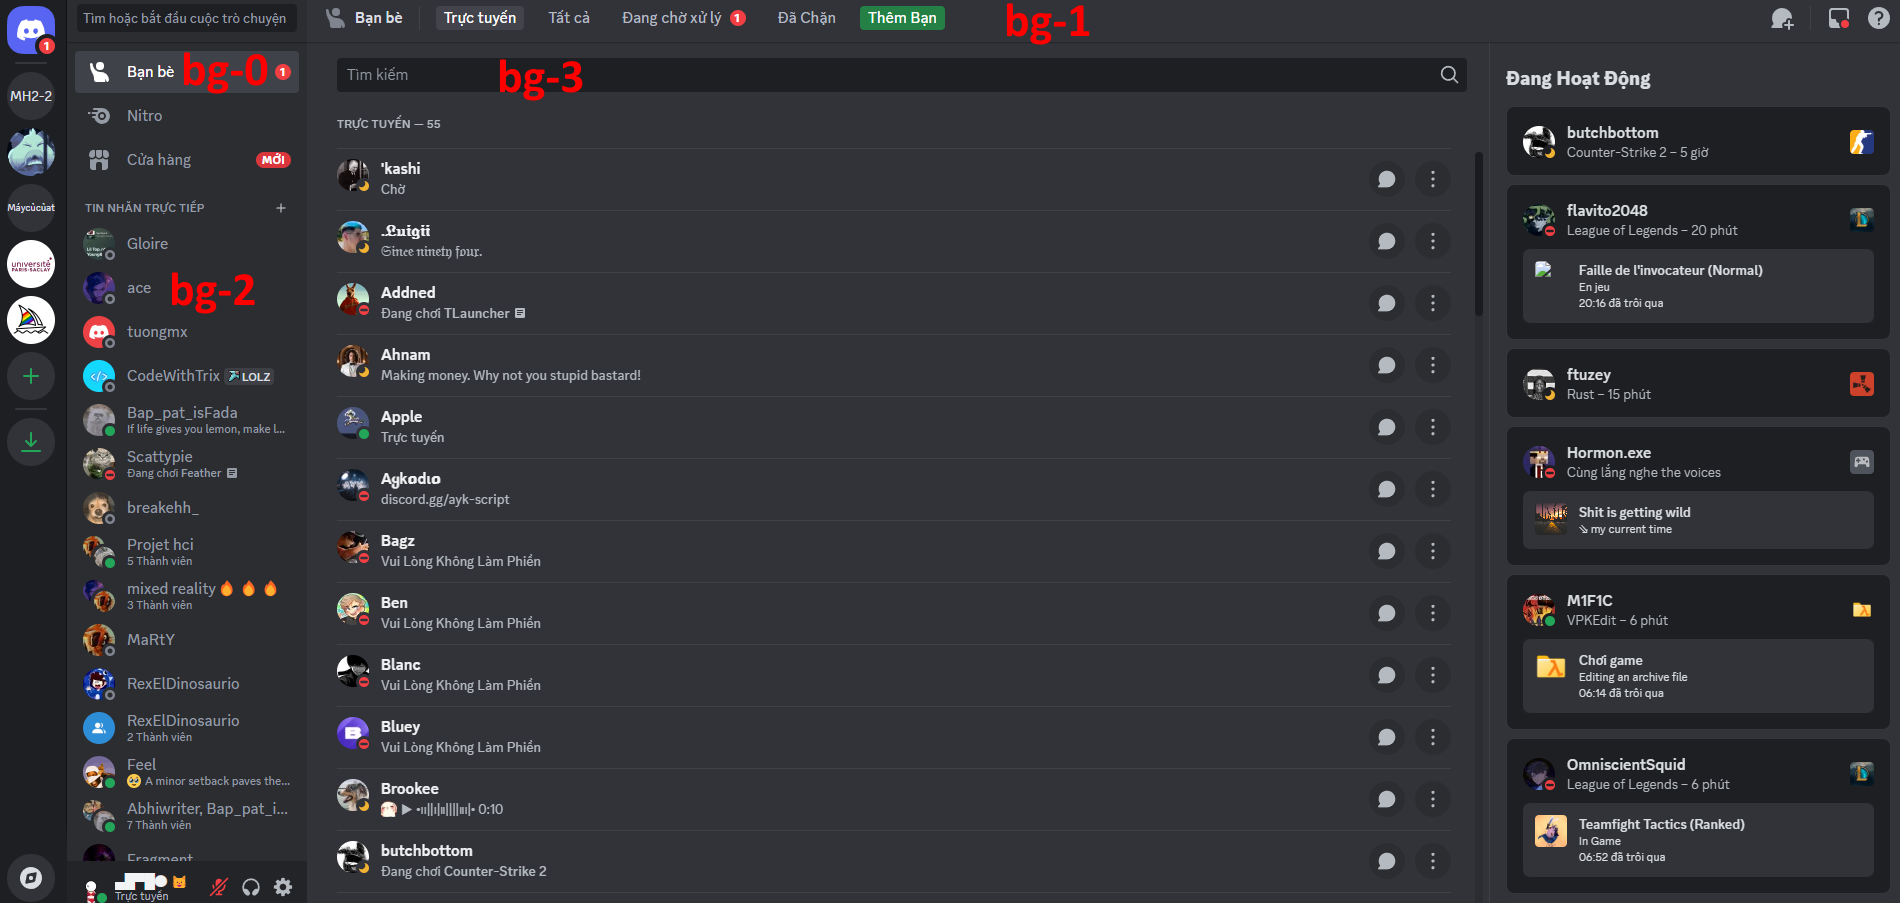 1
MH2-2
Máycủcủat
université
PARIS-SACLAY
Tìm hoặc bắt đầu cuộc trò chuyện
Bạn bè
bg-0
1
Nitro
Cửa hàng
MỚI
TIN NHẮN TRỰC TIẾP
Gloire
ace
bg-2
tuongmx
CodeWithTrix LOLZ
Bap_pat_isFada
If life gives you lemon, make l...
Scattypie
Đang chơi Feather
breakehh_
Projet hci
5 Thành viên
mixed reality🔥 🔥 🔥
3 Thành viên
MaRtY
RexElDinosaurio
RexElDinosaurio
2 Thành viên
Feel
🥹 A minor setback paves the...
Abhiwriter, Bap_pat_i...
7 Thành viên
Fragment
Trực tuyến
Bạn bè
Trực tuyến
Tất cả
Đang chờ xử lý 1
Đã Chặn
Thêm Bạn
bg-1
Tìm kiếm
bg-3
TRỰC TUYẾN — 55
'kashi
Chờ
.𝕷𝖚𝖎𝖌𝖎𝖎
𝔖𝔦𝔫𝔠𝔢 𝔫𝔦𝔫𝔢𝔱𝔶 𝔣𝔬𝔲𝔯.
Addned
Đang chơi TLauncher
Ahnam
Making money. Why not you stupid bastard!
Apple
Trực tuyến
Aɏkɵdɩɵ
discord.gg/ayk-script
Bagz
Vui Lòng Không Làm Phiền
Ben
Vui Lòng Không Làm Phiền
Blanc
Vui Lòng Không Làm Phiền
Bluey
Vui Lòng Không Làm Phiền
Brookee
▶ •၊၊||၊|။||||။၊|• 0:10
butchbottom
Đang chơi Counter-Strike 2
Đang Hoạt Động
butchbottom
Counter-Strike 2 – 5 giờ
flavito2048
League of Legends – 20 phút
Faille de l'invocateur (Normal)
En jeu
20:16 đã trôi qua
ftuzey
Rust – 15 phút
Hormon.exe
Cùng lắng nghe the voices
Shit is getting wild
⇘ my current time
M1F1C
VPKEdit – 6 phút
Chơi game
Editing an archive file
06:14 đã trôi qua
OmniscientSquid
League of Legends – 6 phút
Teamfight Tactics (Ranked)
In Game
06:52 đã trôi qua